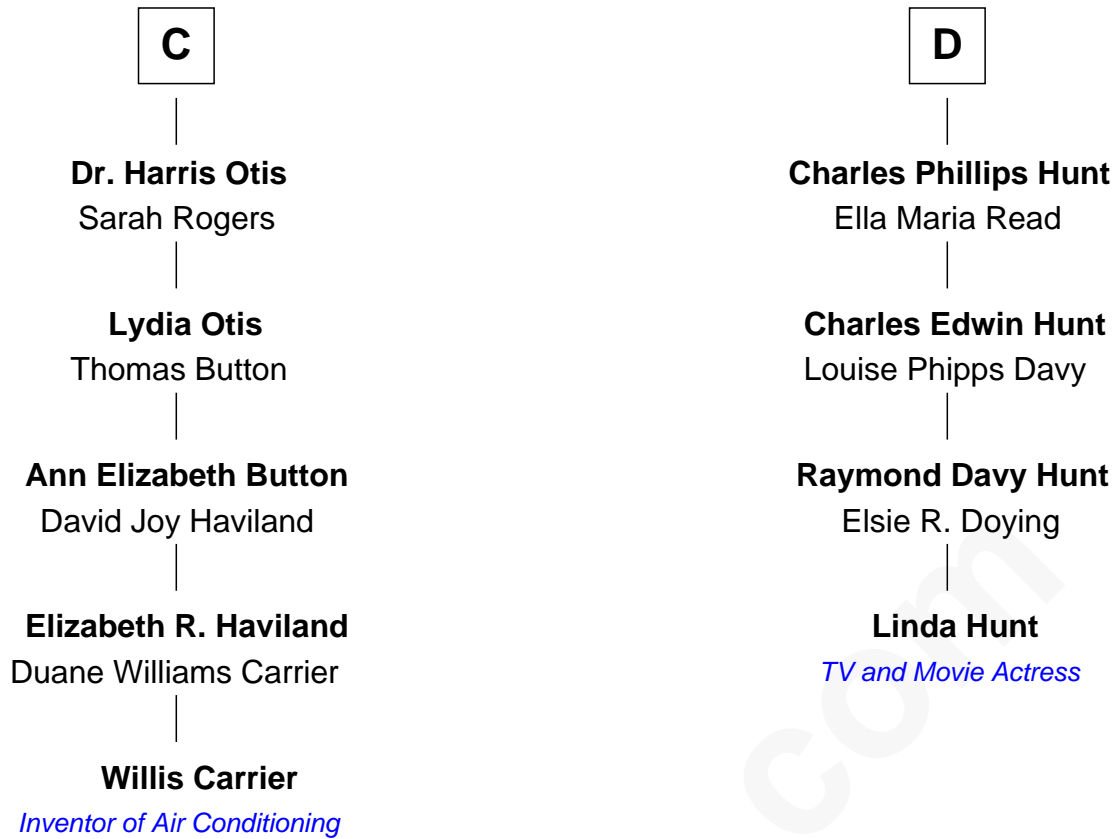 C
Dr. Harris Otis
Sarah Rogers
Lydia Otis
Thomas Button
Ann Elizabeth Button
David Joy Haviland
Elizabeth R. Haviland
Duane Williams Carrier
Willis Carrier
Inventor of Air Conditioning
D
Charles Phillips Hunt
Ella Maria Read
Charles Edwin Hunt
Louise Phipps Davy
Raymond Davy Hunt
Elsie R. Doying
Linda Hunt
TV and Movie Actress
com